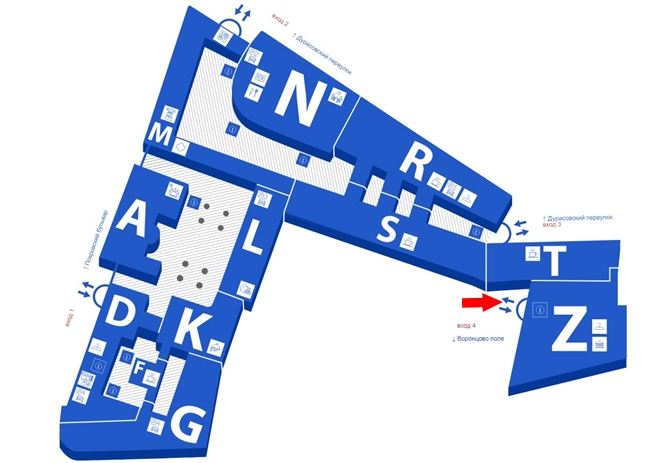 вход 2
↑ Дурасовский переулок
N
M
R
A
L
S
↑ Дурасовский переулок
вход 3
↑ Покровский бульвар
T
D
K
вход 1
вход 4
↓ Воронцово поле
Z
F
G